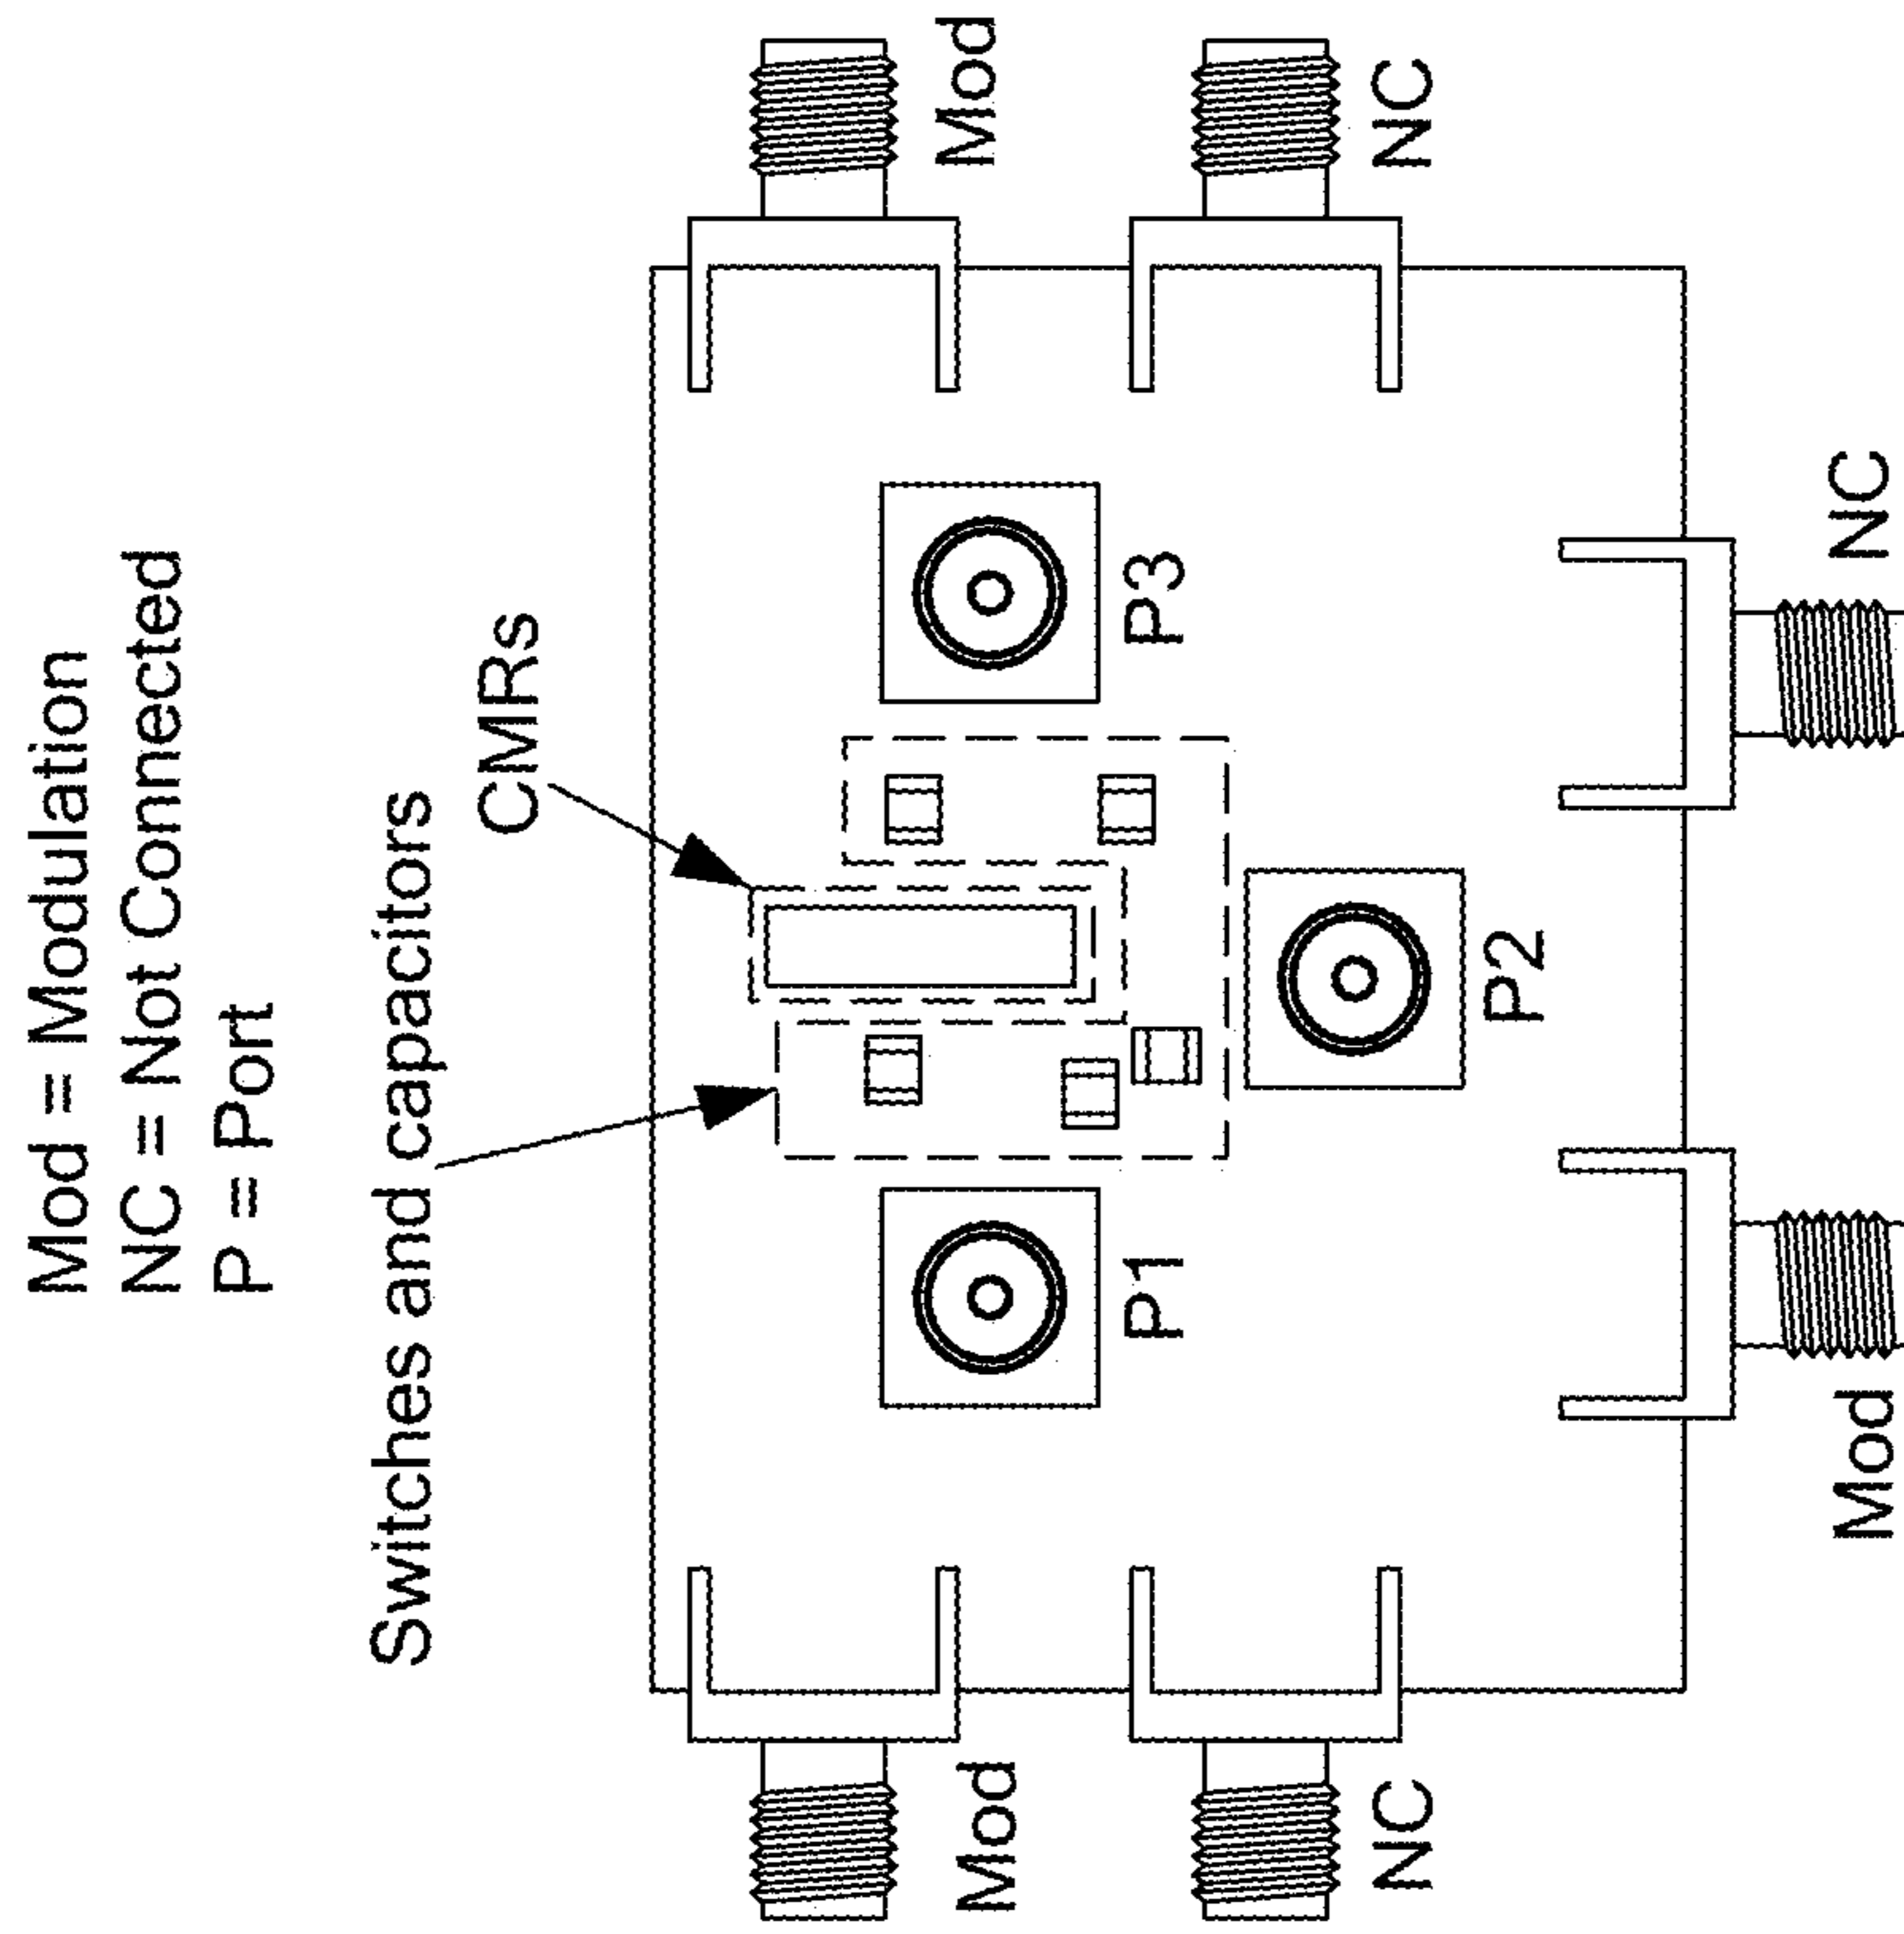 Mod = Modulation
NC = Not Connected
P = Port
Switches and capacitors
CMRs
Mod
Mod
P1
P3
NC
NC
P2
Mod
NC